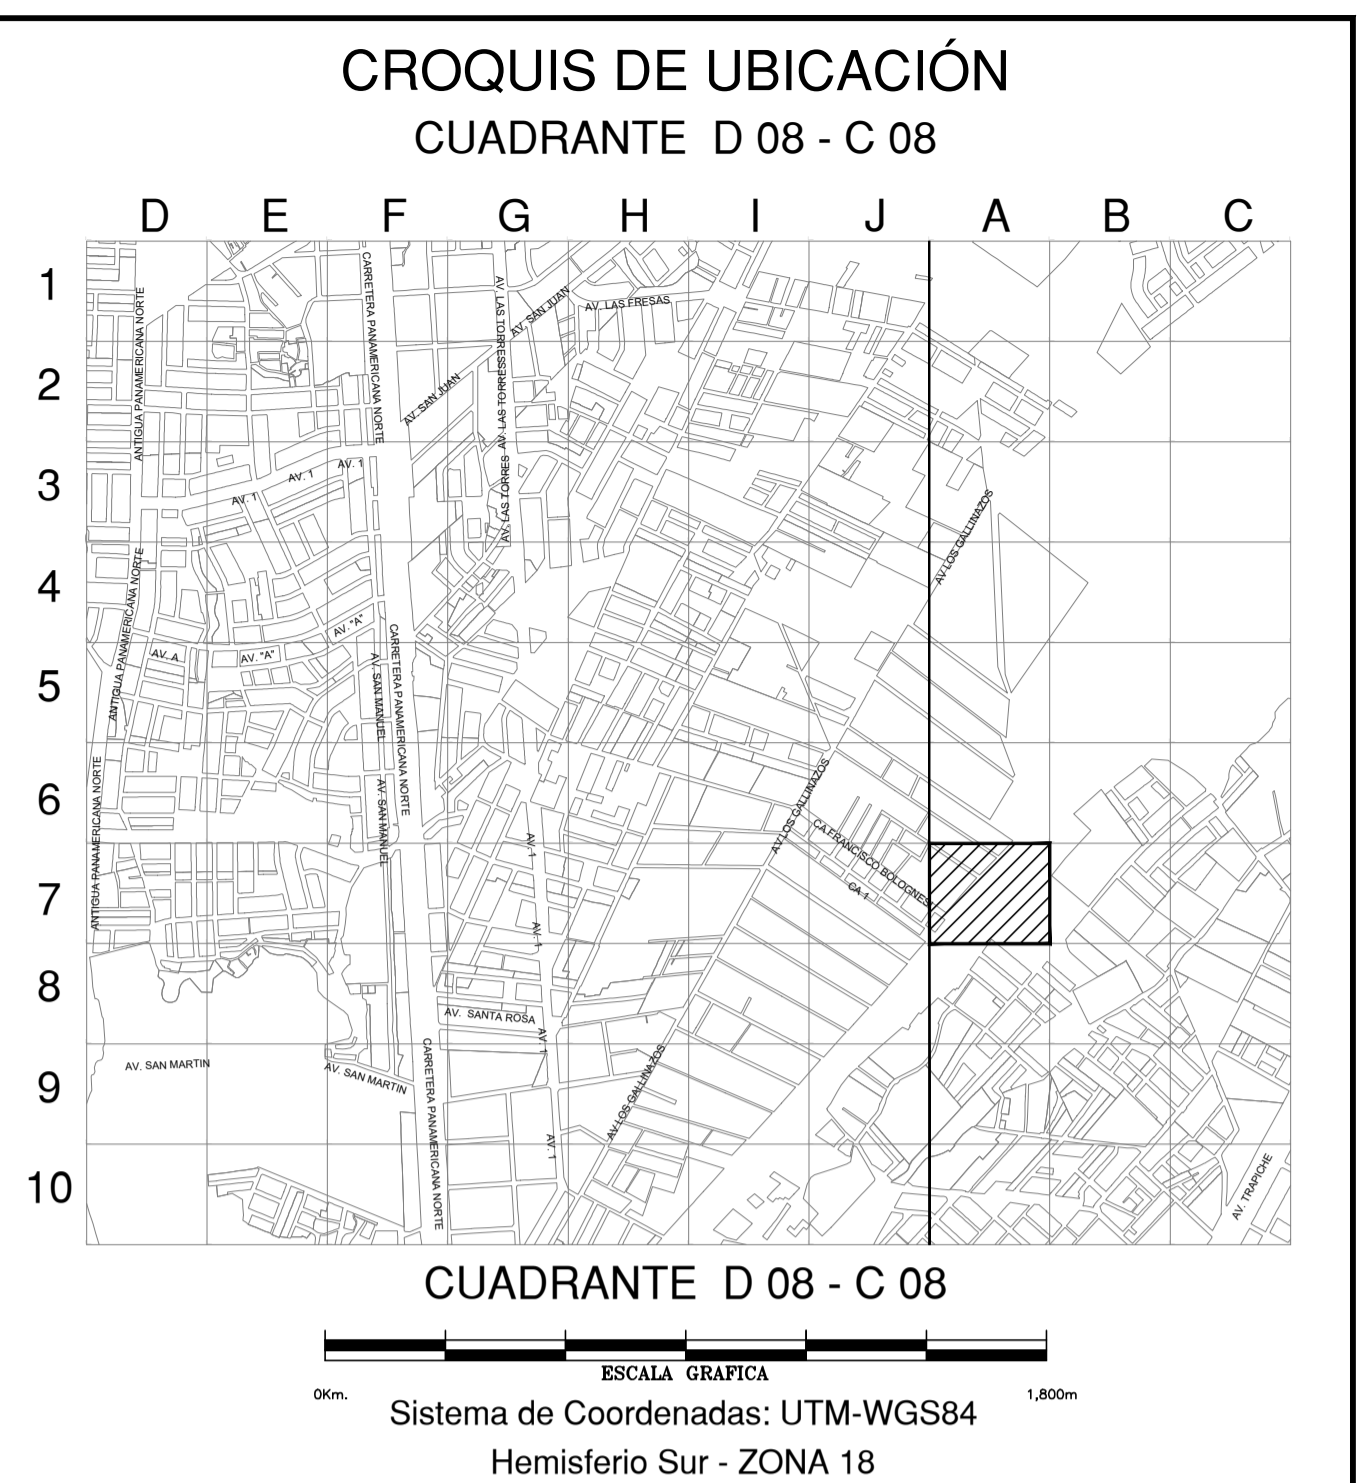 CROQUIS DE UBICACIÓN
CUADRANTE D 08 - C 08
D E F G H I J A B C
1
2
3
4
5
6
7
8
9
10
ANTIGUA PANAMERICANA NORTE
CARRETERA PANAMERICANA NORTE
AV. LAS TORRES
AV. SAN JUAN
AV. LAS FRESAS
AV. SAN JUAN
AV. LAS TORRES
AV. 1
AV. 1
AV. 1
AV. LAS TORRES
AV LOS GALLINAZOS
ANTIGUA PANAMERICANA NORTE
AV. "A"
AV. A
AV. "A"
AV. SAN MANUEL
CARRETERA PANAMERICANA NORTE
ANTIGUA PANAMERICANA NORTE
AV. SAN MANUEL
AV LOS GALLINAZOS
CA FRANCISCO BOLOGNESI
CA 1
AV. 1
AV. 1
AV. SANTA ROSA
AV. 1
AV. SAN MARTIN
AV. SAN MARTIN
CARRETERA PANAMERICANA NORTE
AV LOS GALLINAZOS
AV. 1
AV. TRAPICHE
CUADRANTE D 08 - C 08
ESCALA GRAFICA
0Km.
1,800m
Sistema de Coordenadas: UTM-WGS84
Hemisferio Sur - ZONA 18